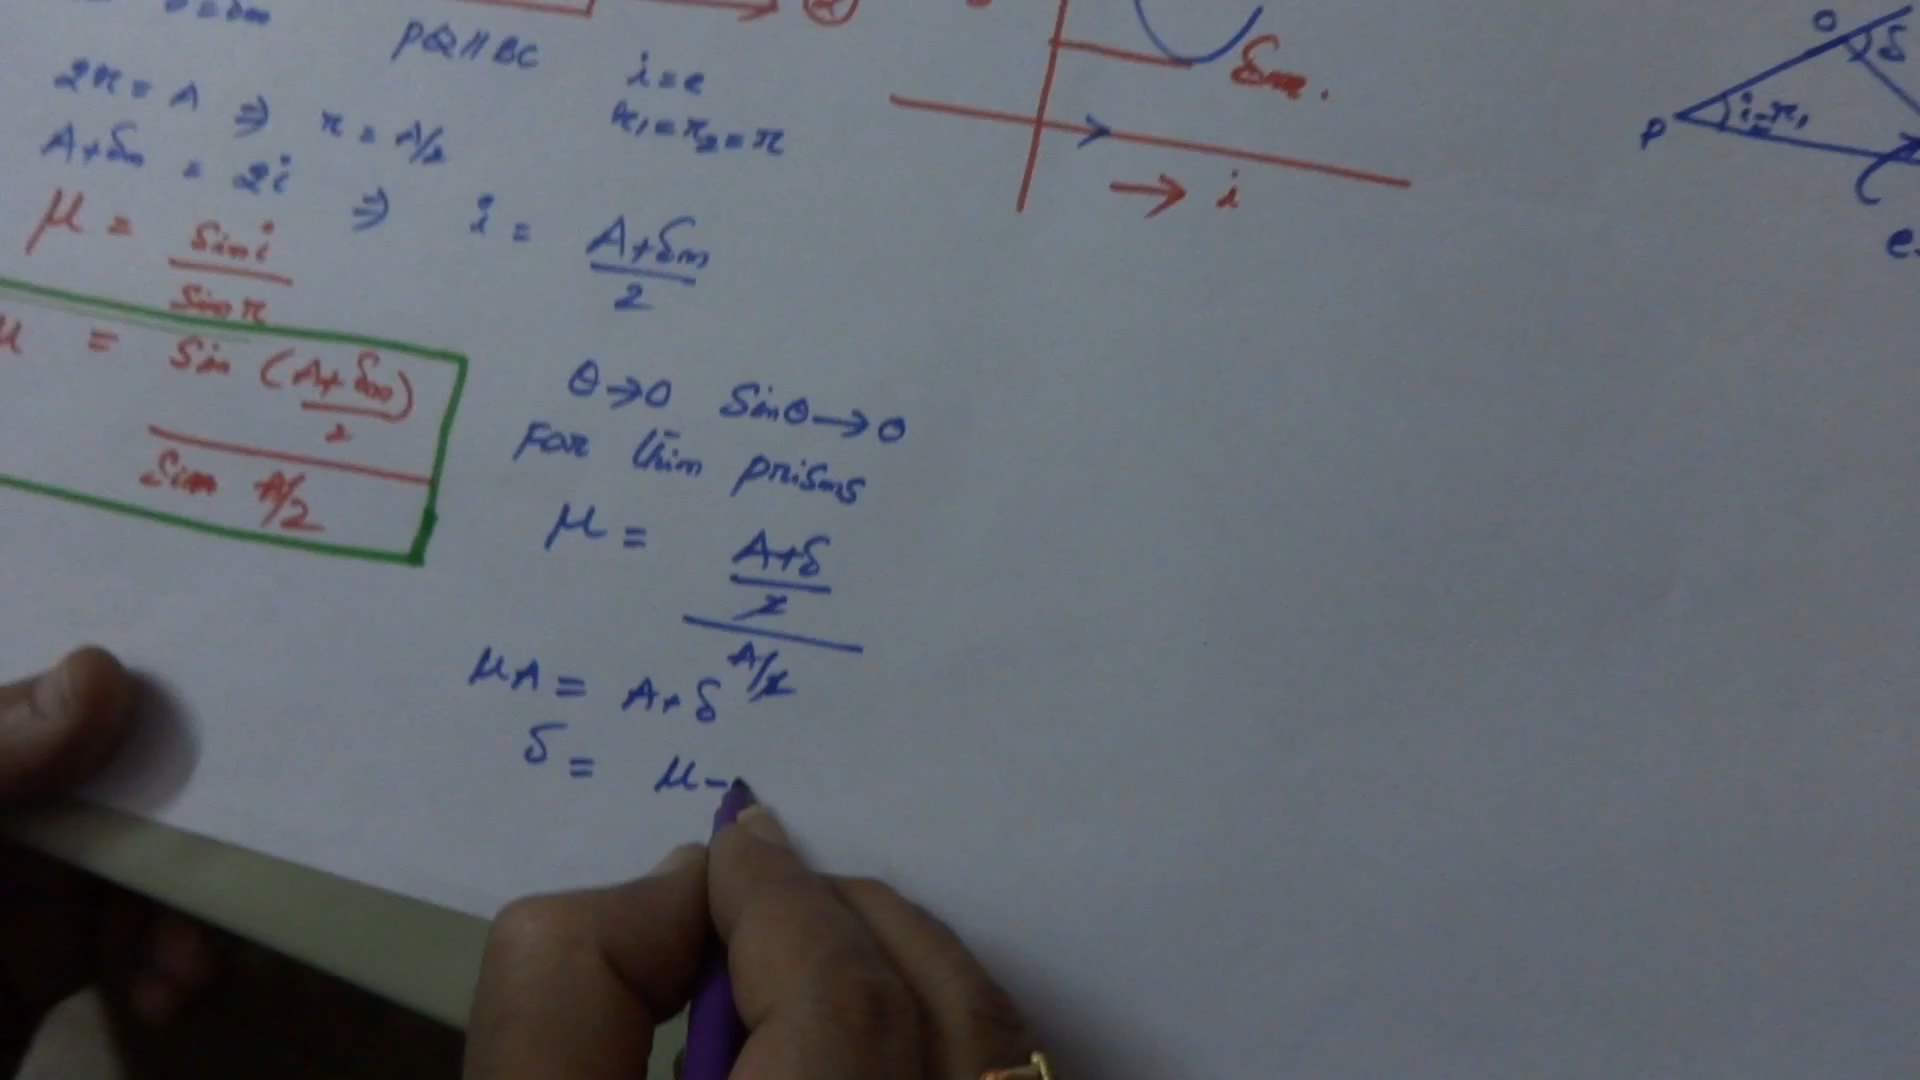 PQ//BC
2r = A ⇒ r = A/2
i = e
r₁ = r₂ = r
A+δm = 2i ⇒ i = (A+δm)/2
μ = sin i / sin r
μ = Sin (A+δm)/2 / Sin A/2
θ→0 Sinθ→θ
For thin prisms
μ = (A+δ)/2 / A/2
μA = A+δ
δ = μ-
δm.
→ i
O
δ
P
i-r₁
e-